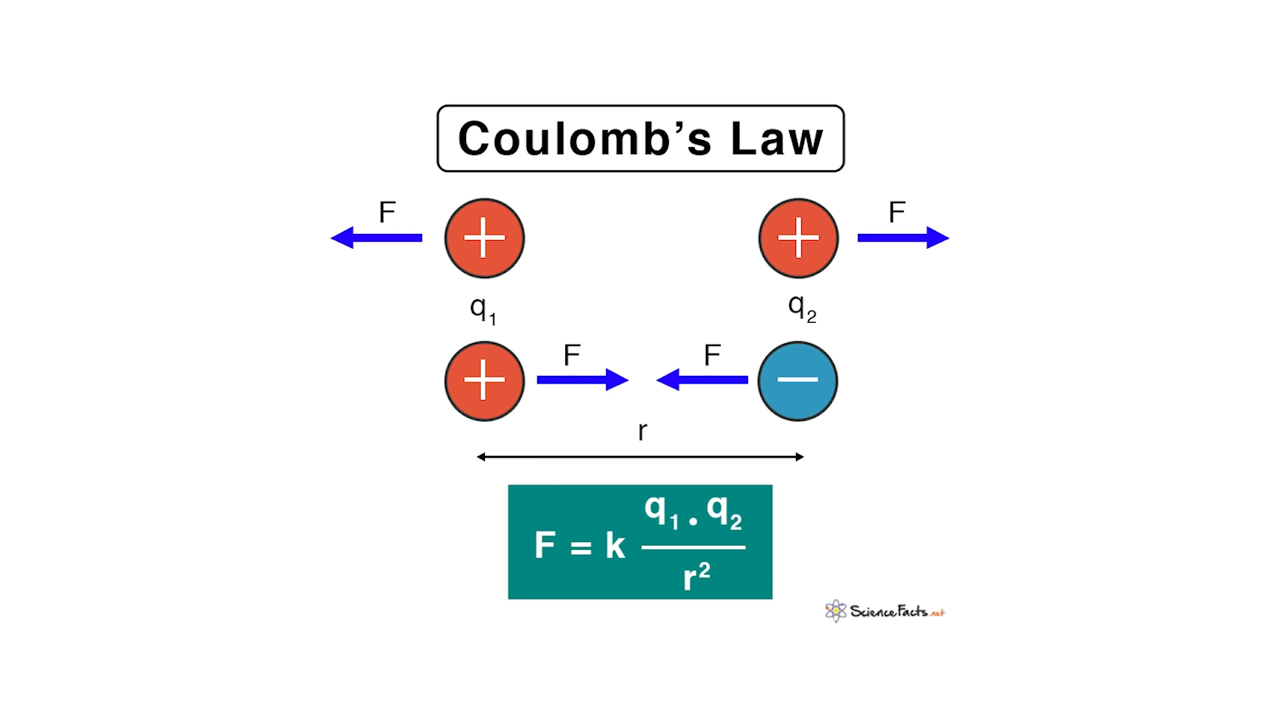 Coulomb’s Law
F F
+ +
q₁ q₂
F F
+ −
r
F = k q₁ . q₂ / r²
ScienceFacts.net